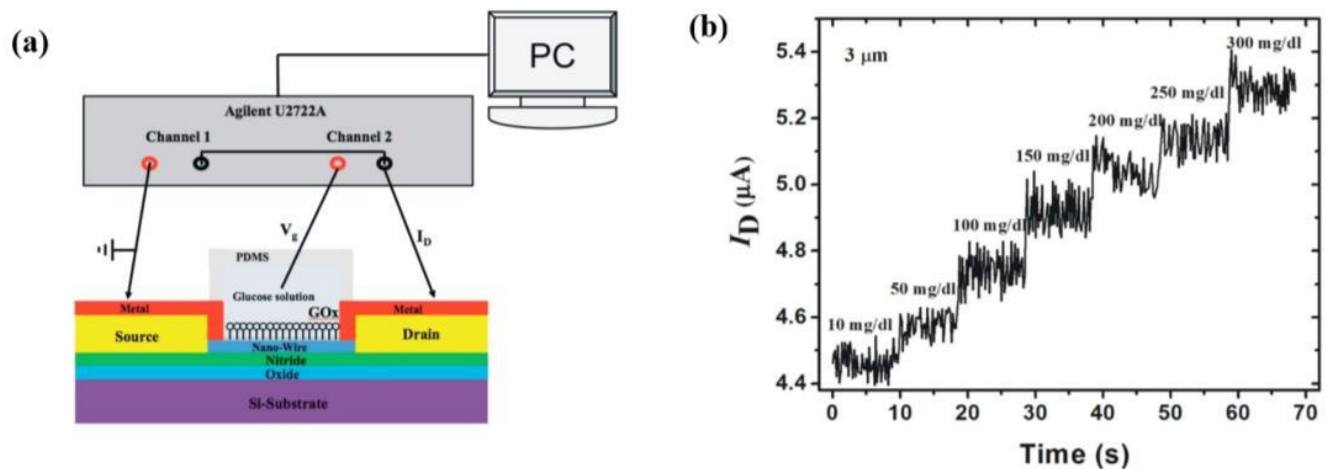 (a)
PC
Agilent U2722A
Channel 1
Channel 2
V_g
I_D
PDMS
Glucose solution
GOx
Metal
Metal
Source
Drain
Nano-Wire
Nitride
Oxide
Si-Substrate
(b)
3 μm
10 mg/dl
50 mg/dl
100 mg/dl
150 mg/dl
200 mg/dl
250 mg/dl
300 mg/dl
5.4
5.2
5.0
4.8
4.6
4.4
I_D (μA)
0
10
20
30
40
50
60
70
Time (s)